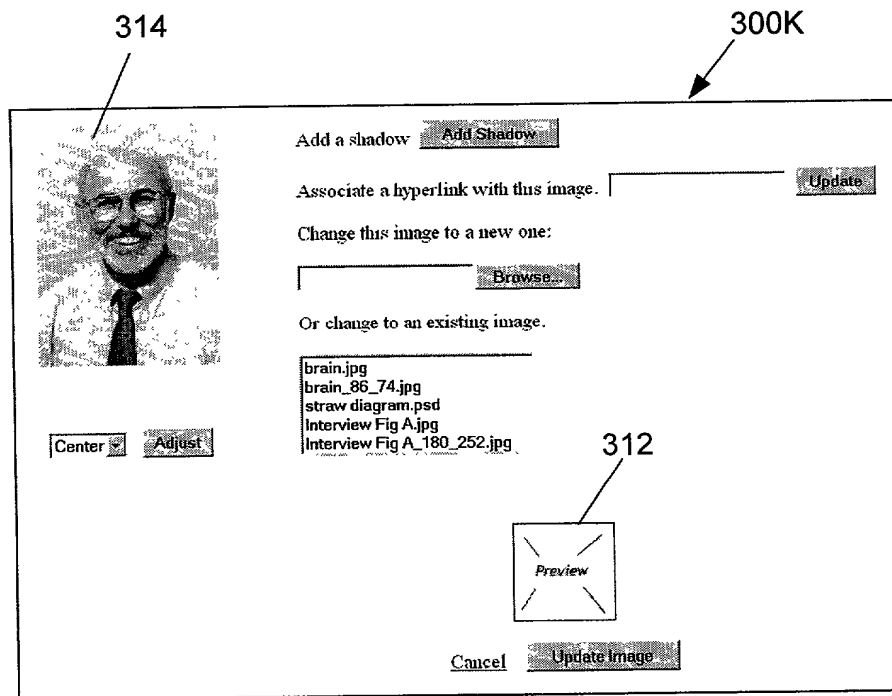 314
300K
Add a shadow Add Shadow
Associate a hyperlink with this image. Update
Change this image to a new one:
Browse...
Or change to an existing image.
brain.jpg
brain_86_74.jpg
straw diagram.psd
Interview Fig A.jpg
Interview Fig A_180_252.jpg
Center Adjust
312
Preview
Cancel Update Image